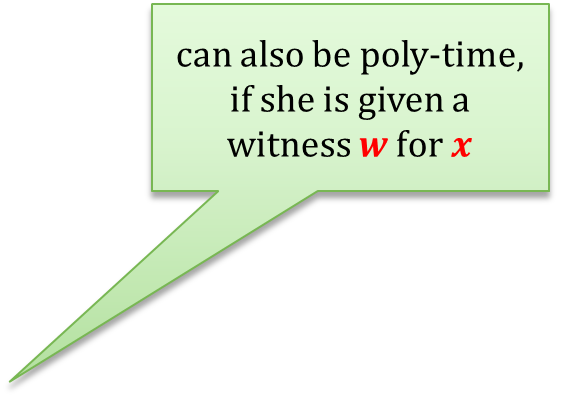 can also be poly-time,
if she is given a
witness w for x